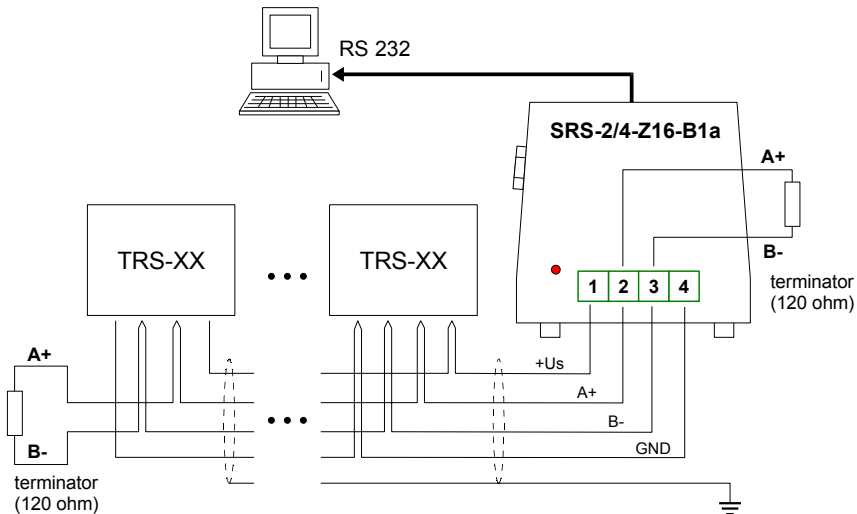 RS 232
SRS-2/4-Z16-B1a
A+
B-
terminator
(120 ohm)
TRS-XX
• • •
TRS-XX
1 2 3 4
+Us
A+
B-
GND
• • •
A+
B-
terminator
(120 ohm)